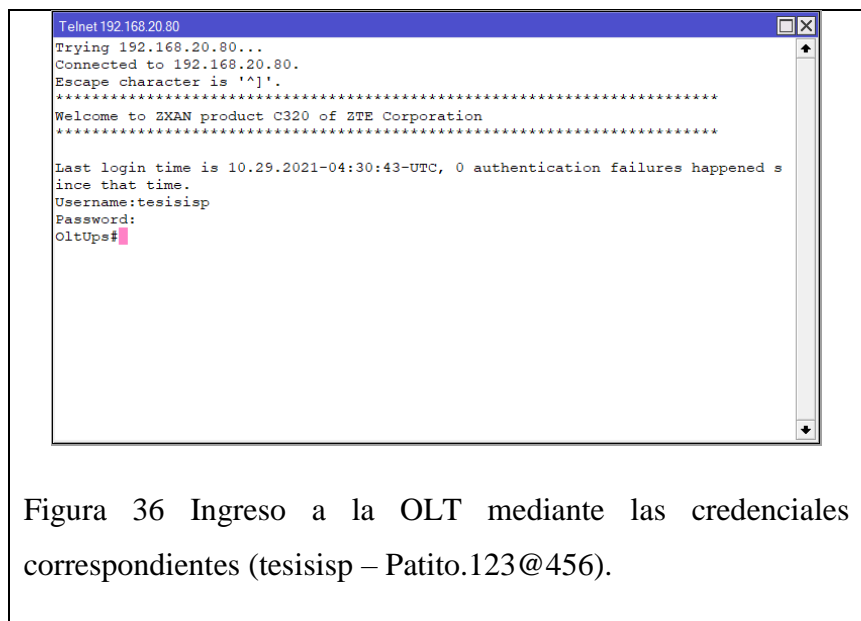 Telnet 192.168.20.80
Trying 192.168.20.80...
Connected to 192.168.20.80.
Escape character is '^]'.
*************************************************************************
Welcome to ZXAN product C320 of ZTE Corporation
*************************************************************************
Last login time is 10.29.2021-04:30:43-UTC, 0 authentication failures happened s
ince that time.
Username:tesisisp
Password:
OltUps#
Figura 36 Ingreso a la OLT mediante las credenciales
correspondientes (tesisisp – Patito.123@456).